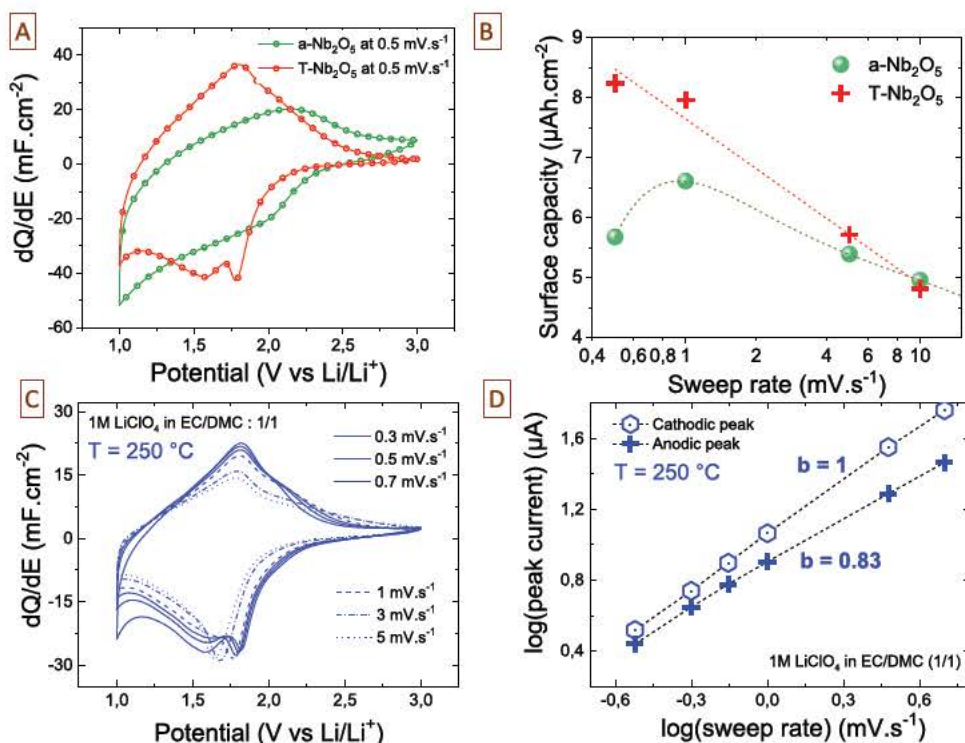 A
a-Nb₂O₅ at 0.5 mV.s⁻¹
T-Nb₂O₅ at 0.5 mV.s⁻¹
dQ/dE (mF.cm⁻²)
40
20
0
-20
-40
-60
1,0
1,5
2,0
2,5
3,0
Potential (V vs Li/Li⁺)
B
a-Nb₂O₅
T-Nb₂O₅
Surface capacity (µAh.cm⁻²)
9
8
7
6
5
4
0,4
0,6
0,8
1
2
4
6
8
10
Sweep rate (mV.s⁻¹)
C
1M LiClO₄ in EC/DMC : 1/1
T = 250 °C
0.3 mV.s⁻¹
0.5 mV.s⁻¹
0.7 mV.s⁻¹
1 mV.s⁻¹
3 mV.s⁻¹
5 mV.s⁻¹
dQ/dE (mF.cm⁻²)
30
15
0
-15
-30
1,0
1,5
2,0
2,5
3,0
Potential (V vs Li/Li⁺)
D
Cathodic peak
Anodic peak
T = 250 °C
b = 1
b = 0.83
1M LiClO₄ in EC/DMC (1/1)
log(peak current) (µA)
1,6
1,2
0,8
0,4
-0,6
-0,3
0,0
0,3
0,6
log(sweep rate) (mV.s⁻¹)